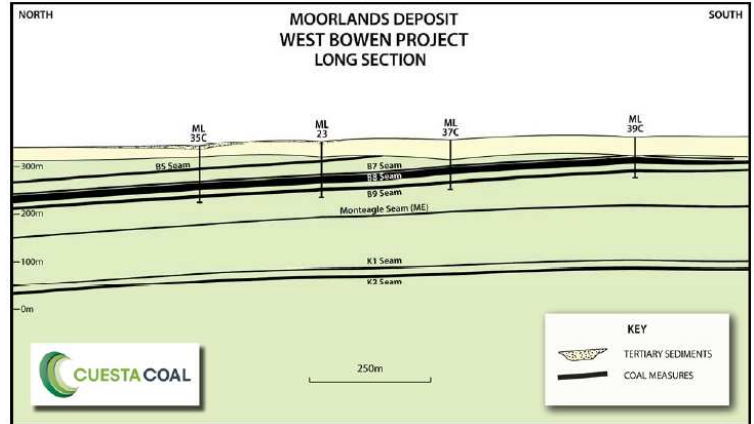 NORTH
MOORLANDS DEPOSIT
WEST BOWEN PROJECT
LONG SECTION
SOUTH
ML
35C
ML
23
ML
37C
ML
39C
300m
B5 Seam
B7 Seam
B8 Seam
B9 Seam
200m
Monteagle Seam (ME)
100m
K1 Seam
K2 Seam
0m
250m
CUESTA COAL
KEY
TERTIARY SEDIMENTS
COAL MEASURES